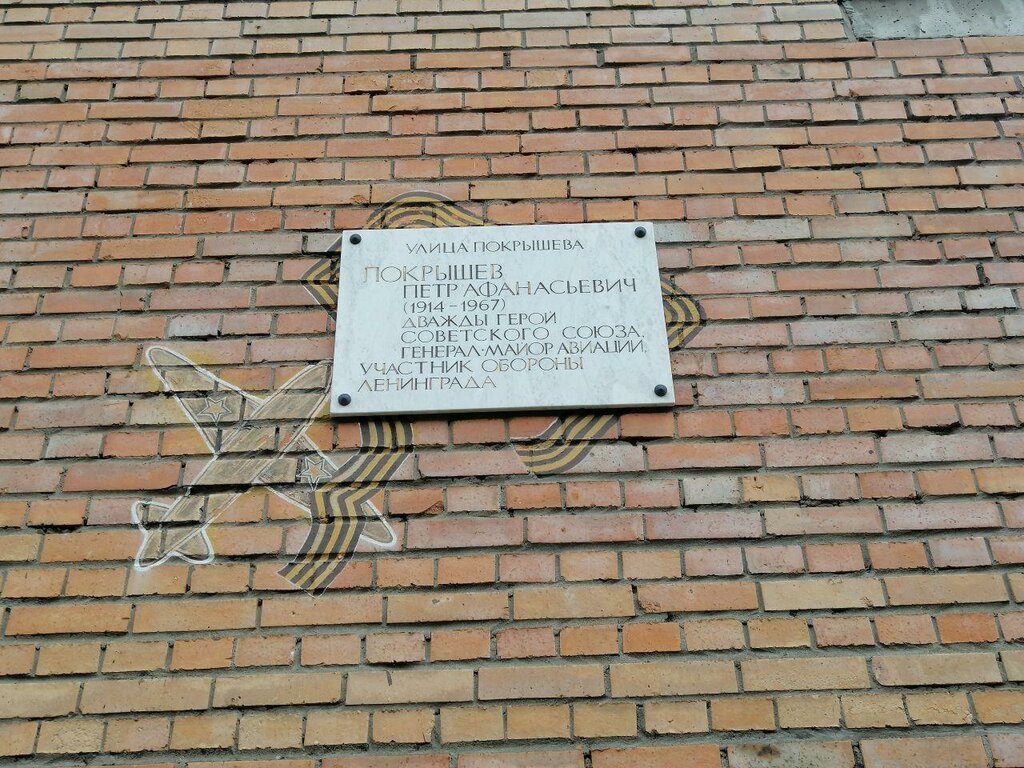 УЛИЦА ПОКРЫШЕВА
ПОКРЫШЕВ
ПЕТР АФАНАСЬЕВИЧ
(1914-1967)
ДВАЖДЫ ГЕРОЙ
СОВЕТСКОГО СОЮЗА,
ГЕНЕРАЛ-МАЙОР АВИАЦИИ,
УЧАСТНИК ОБОРОНЫ
ЛЕНИНГРАДА